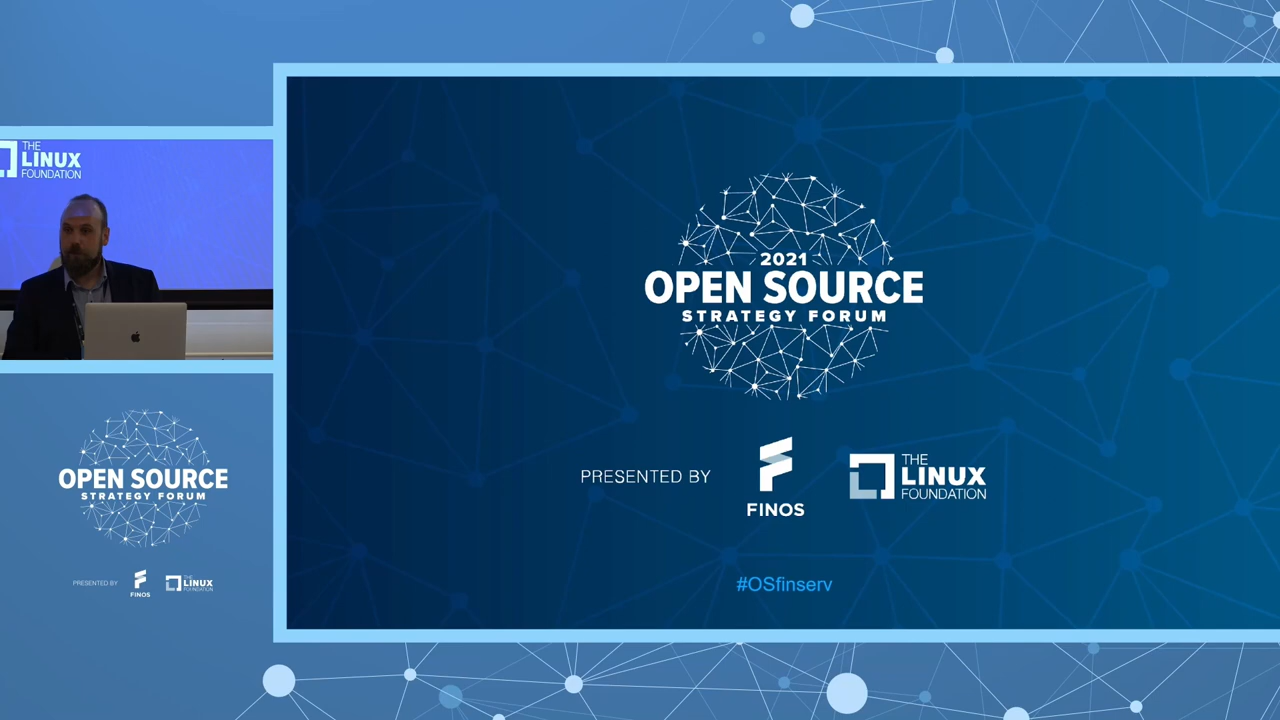 THE
LINUX
FOUNDATION
2021
OPEN SOURCE
STRATEGY FORUM
PRESENTED BY
FINOS
THE
LINUX
FOUNDATION
#OSfinserv
OPEN SOURCE
STRATEGY FORUM
PRESENTED BY
FINOS
THE
LINUX
FOUNDATION